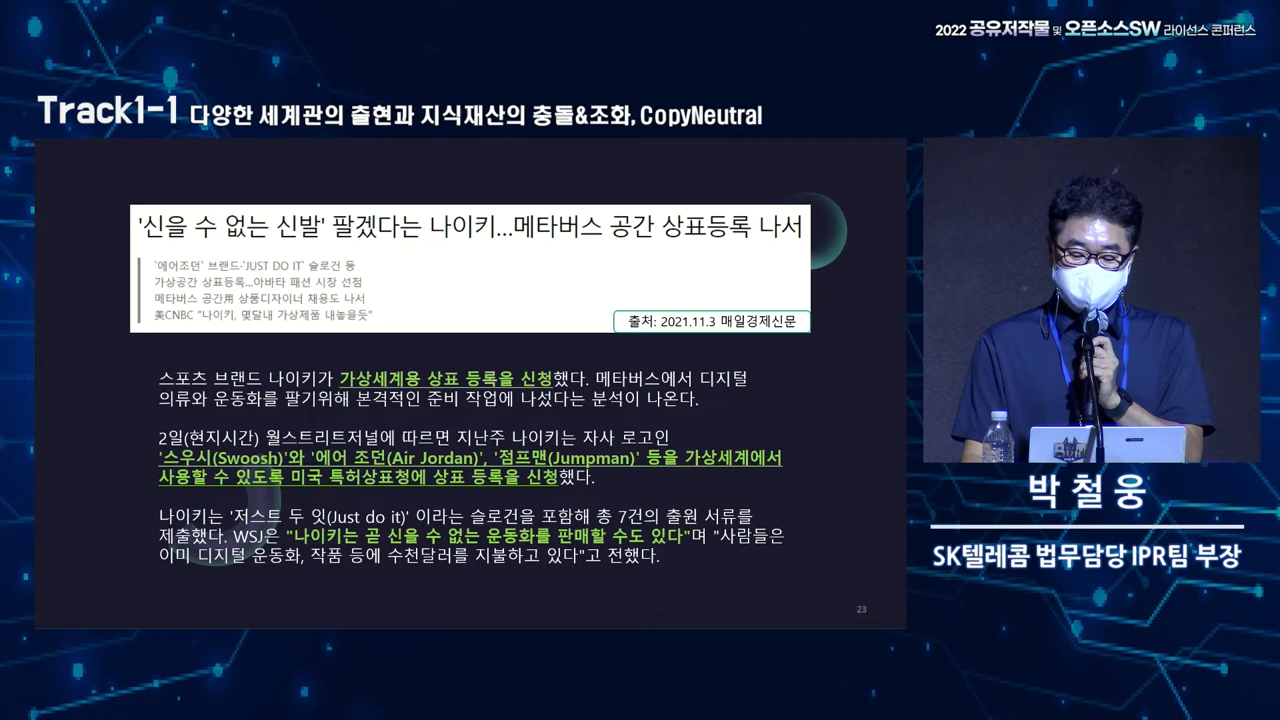 2022 공유저작물 및 오픈소스SW 라이선스 콘퍼런스
Track1-1 다양한 세계관의 출현과 지식재산의 충돌&조화, CopyNeutral
'신을 수 없는 신발' 팔겠다는 나이키...메타버스 공간 상표등록 나서
`에어조던` 브랜드·`JUST DO IT` 슬로건 등
가상공간 상표등록...아바타 패션 시장 선점
메타버스 공간用 상품디자이너 채용도 나서
美CNBC "나이키, 몇달내 가상제품 내놓을듯"
출처: 2021.11.3 매일경제신문
스포츠 브랜드 나이키가 가상세계용 상표 등록을 신청했다. 메타버스에서 디지털
의류와 운동화를 팔기위해 본격적인 준비 작업에 나섰다는 분석이 나온다.
2일(현지시간) 월스트리트저널에 따르면 지난주 나이키는 자사 로고인
'스우시(Swoosh)'와 '에어 조던(Air Jordan)', '점프맨(Jumpman)' 등을 가상세계에서
사용할 수 있도록 미국 특허상표청에 상표 등록을 신청했다.
나이키는 '저스트 두 잇(Just do it)' 이라는 슬로건을 포함해 총 7건의 출원 서류를
제출했다. WSJ은 "나이키는 곧 신을 수 없는 운동화를 판매할 수도 있다"며 "사람들은
이미 디지털 운동화, 작품 등에 수천달러를 지불하고 있다"고 전했다.
23
박철웅
SK텔레콤 법무담당 IPR팀 부장